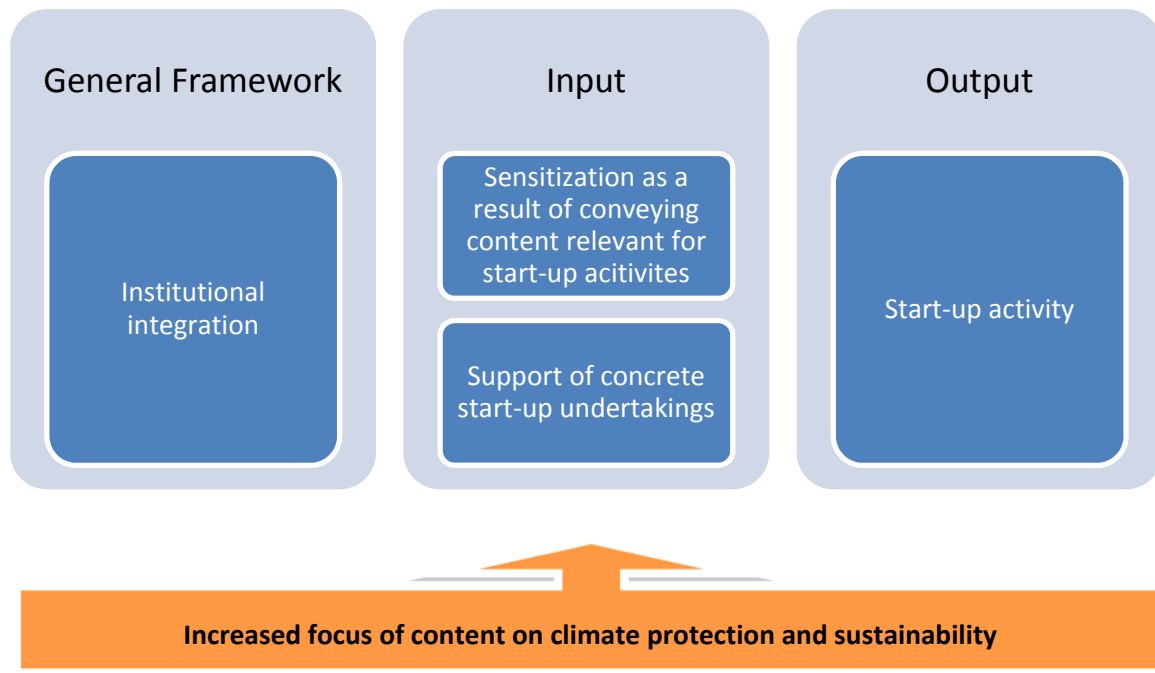 General Framework
Institutional
integration
Input
Sensitization as a
result of conveying
content relevant for
start-up acitivites
Support of concrete
start-up undertakings
Output
Start-up activity
Increased focus of content on climate protection and sustainability